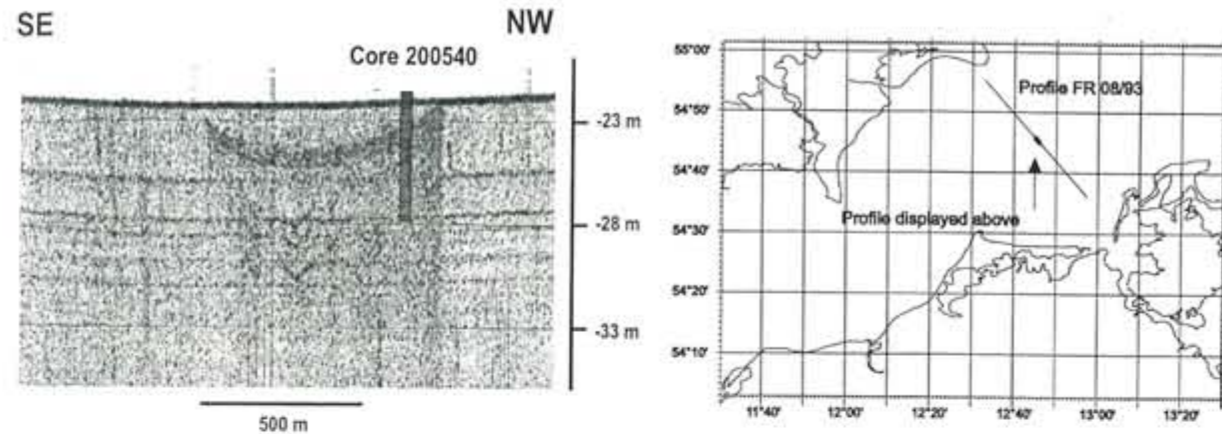 SE NW
Core 200540
-23 m
-28 m
-33 m
500 m
55°00'
54°50'
54°40'
54°30'
54°20'
54°10'
Profile FR 08/93
Profile displayed above
11°40' 12°00' 12°20' 12°40' 13°00' 13°20'